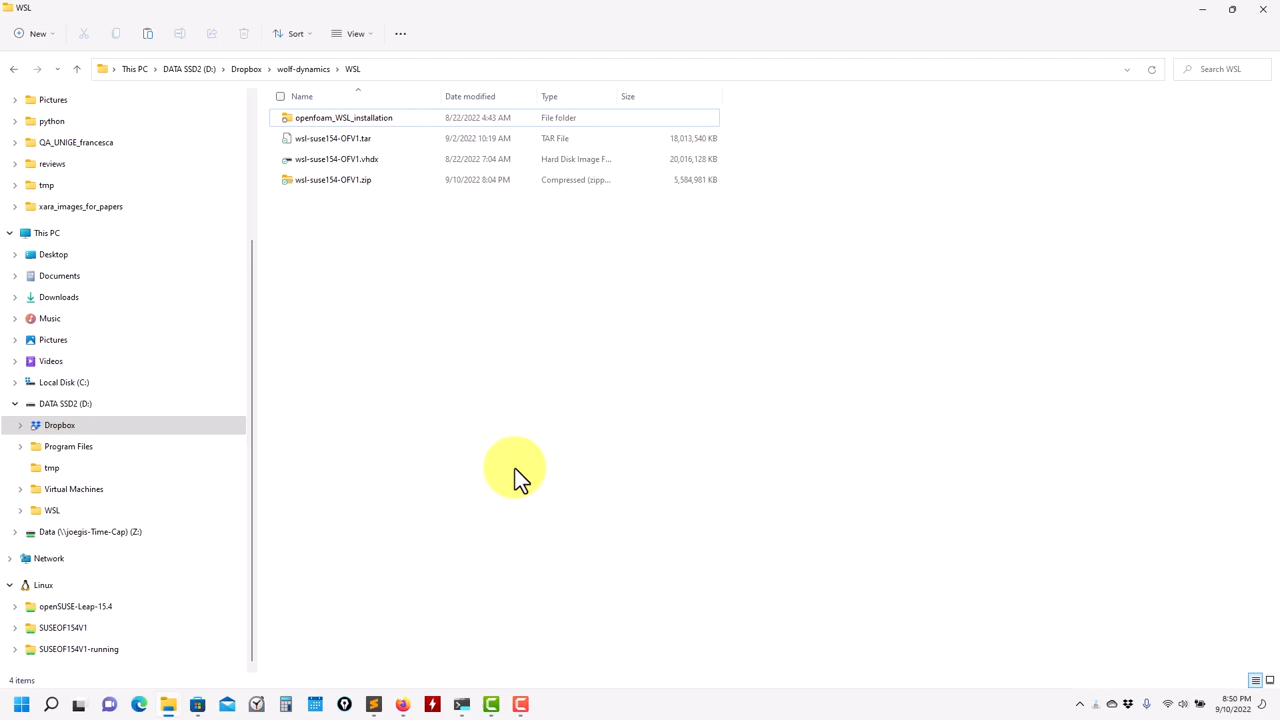 WSL
New
Sort
View
This PC
DATA SSD2 (D:)
Dropbox
wolf-dynamics
WSL
Search WSL
Pictures
python
QA_UNIGE_francesca
reviews
tmp
xara_images_for_papers
This PC
Desktop
Documents
Downloads
Music
Pictures
Videos
Local Disk (C:)
DATA SSD2 (D:)
Dropbox
Program Files
tmp
Virtual Machines
WSL
Data (\\joegis-Time-Cap) (Z:)
Network
Linux
openSUSE-Leap-15.4
SUSEOF154V1
SUSEOF154V1-running
Name Date modified Type Size
openfoam_WSL_installation 8/22/2022 4:43 AM File folder
wsl-suse154-OFV1.tar 9/2/2022 10:19 AM TAR File 18,013,540 KB
wsl-suse154-OFV1.vhdx 8/22/2022 7:04 AM Hard Disk Image F... 20,016,128 KB
wsl-suse154-OFV1.zip 9/10/2022 8:04 PM Compressed (zipp... 5,584,981 KB
4 items
8:50 PM
9/10/2022